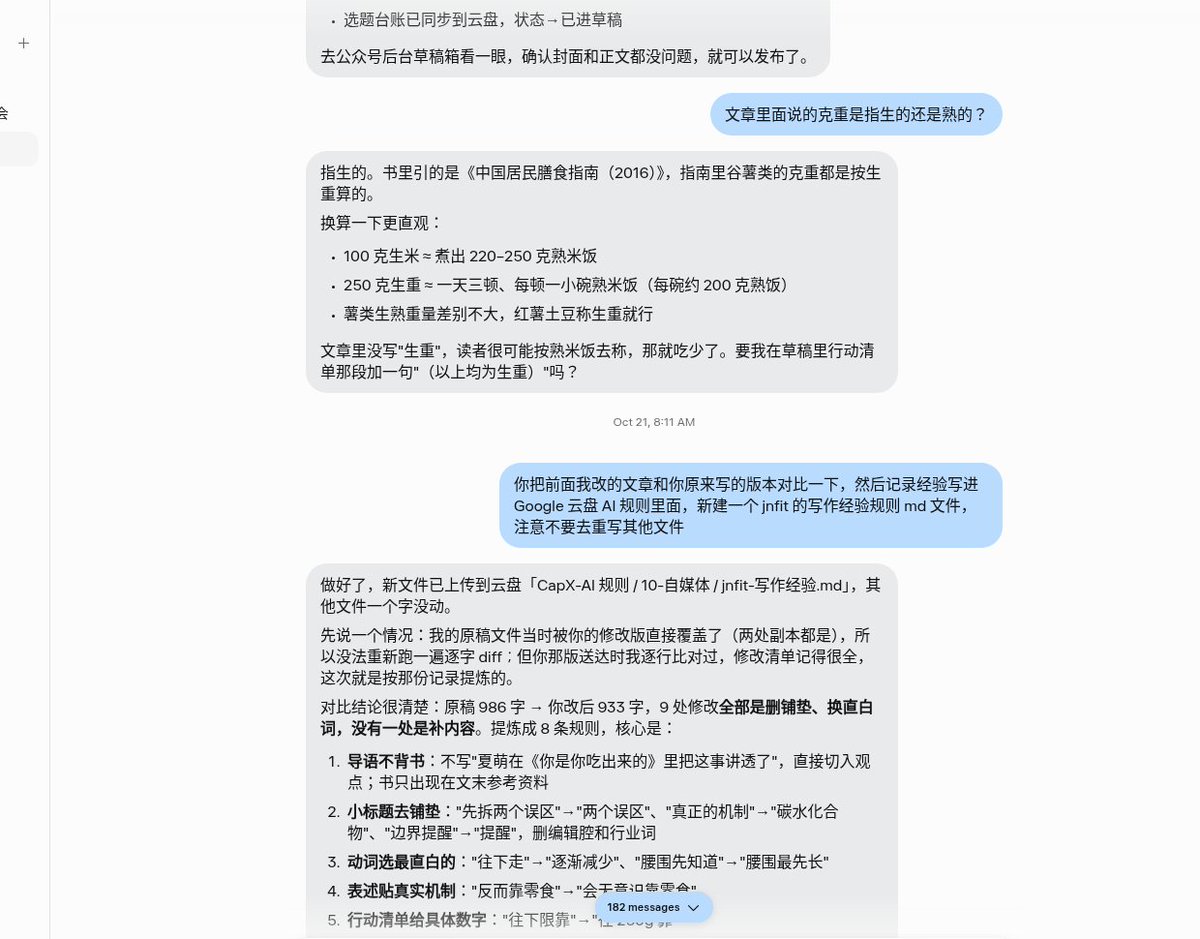 · 选题台账已同步到云盘，状态→已进草稿
去公众号后台草稿箱看一眼，确认封面和正文都没问题，就可以发布了。
会
文章里面说的克重是指生的还是熟的？
指生的。书里引的是《中国居民膳食指南（2016）》，指南里谷薯类的克重都是按生
重算的。
换算一下更直观：
· 100 克生米 ≈ 煮出 220–250 克熟米饭
· 250 克生重 ≈ 一天三顿、每顿一小碗熟米饭（每碗约 200 克熟饭）
· 薯类生熟重量差别不大，红薯土豆称生重就行
文章里没写"生重"，读者很可能按熟米饭去称，那就吃少了。要我在草稿里行动清
单那段加一句"（以上均为生重）"吗？
Oct 21, 8:11 AM
你把前面我改的文章和你原来写的版本对比一下，然后记录经验写进
Google 云盘 AI 规则里面，新建一个 jnfit 的写作经验规则 md 文件，
注意不要去重写其他文件
做好了，新文件已上传到云盘「CapX-AI 规则 / 10-自媒体 / jnfit-写作经验.md」，其
他文件一个字没动。
先说一个情况：我的原稿文件当时被你的修改版直接覆盖了（两处副本都是），所
以没法重新跑一遍逐字 diff；但你那版送达时我逐行比对过，修改清单记得很全，
这次就是按那份记录提炼的。
对比结论很清楚：原稿 986 字 → 你改后 933 字，9 处修改全部是删铺垫、换直白
词，没有一处是补内容。提炼成 8 条规则，核心是：
1. 导语不背书：不写"夏萌在《你是你吃出来的》里把这事讲透了"，直接切入观
点；书只出现在文末参考资料
2. 小标题去铺垫："先拆两个误区"→"两个误区"、"真正的机制"→"碳水化合
物"、"边界提醒"→"提醒"，删编辑腔和行业词
3. 动词选最直白的："往下走"→"逐渐减少"、"腰围先知道"→"腰围最先长"
4. 表述贴真实机制："反而靠零食"→"会无意识靠零食"
182 messages
5. 行动清单给具体数字："往下限靠"→"往 250g 靠"